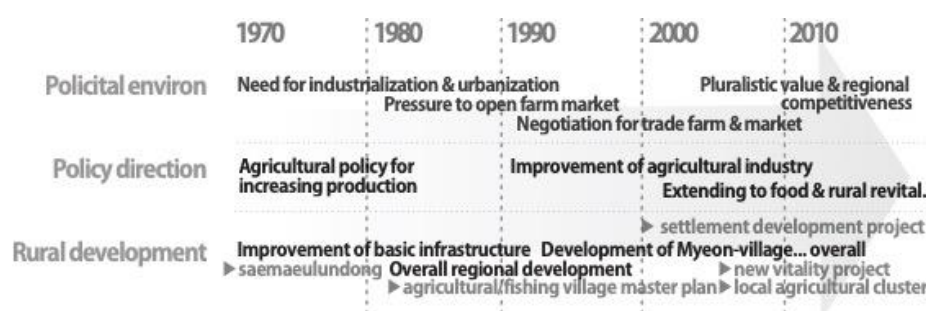 1970 1980 1990 2000 2010
Policital environ
Need for industrialization & urbanization
Pluralistic value & regional
competitiveness
Pressure to open farm market
Negotiation for trade farm & market
Policy direction
Agricultural policy for
increasing production
Improvement of agricultural industry
Extending to food & rural revital.
▶ settlement development project
Rural development
Improvement of basic infrastructure
Development of Myeon-village... overall
▶saemaeulundong
Overall regional development
▶new vitality project
▶agricultural/fishing village master plan
▶local agricultural cluster